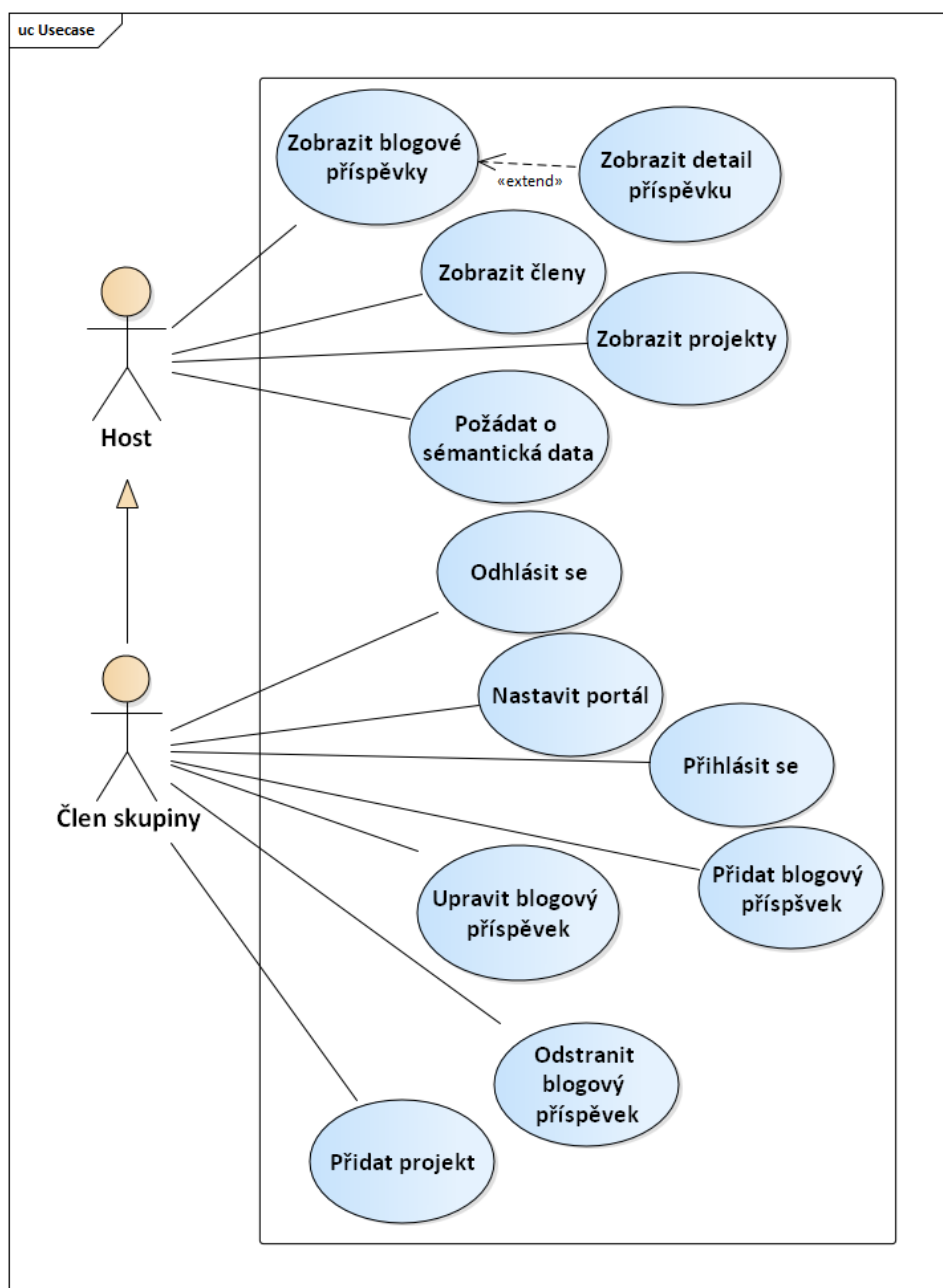 uc Usecase
Zobrazit blogové
příspěvky
«extend»
Zobrazit detail
příspěvku
Zobrazit členy
Zobrazit projekty
Požádat o
sémantická data
Host
Odhlásit se
Nastavit portál
Přihlásit se
Člen skupiny
Přidat blogový
příspšvek
Upravit blogový
příspěvek
Odstranit
blogový
příspěvek
Přidat projekt